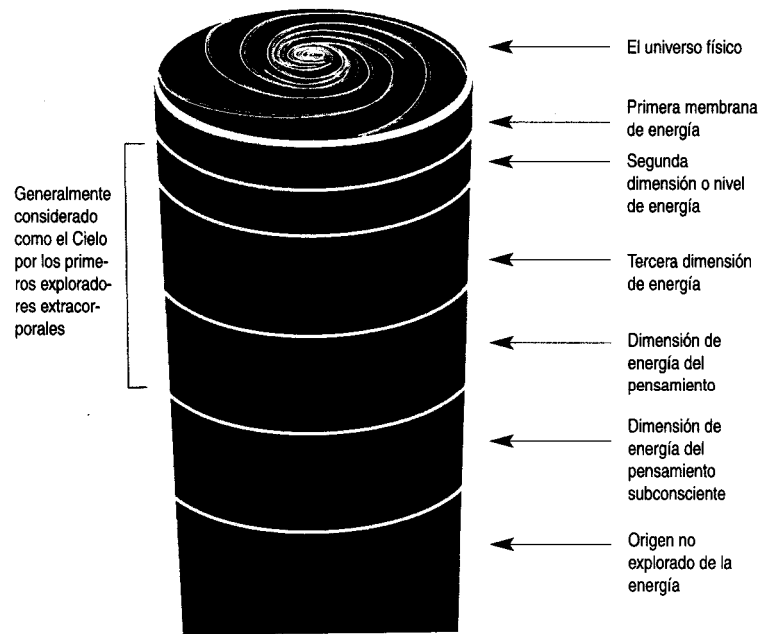 El universo físico
Primera membrana
de energía
Segunda
dimensión o nivel
de energía
Generalmente
considerado
como el Cielo
por los prime-
ros explorado-
res extracor-
porales
Tercera dimensión
de energía
Dimensión de
energía del
pensamiento
Dimensión de
energía del
pensamiento
subconsciente
Origen no
explorado de la
energía